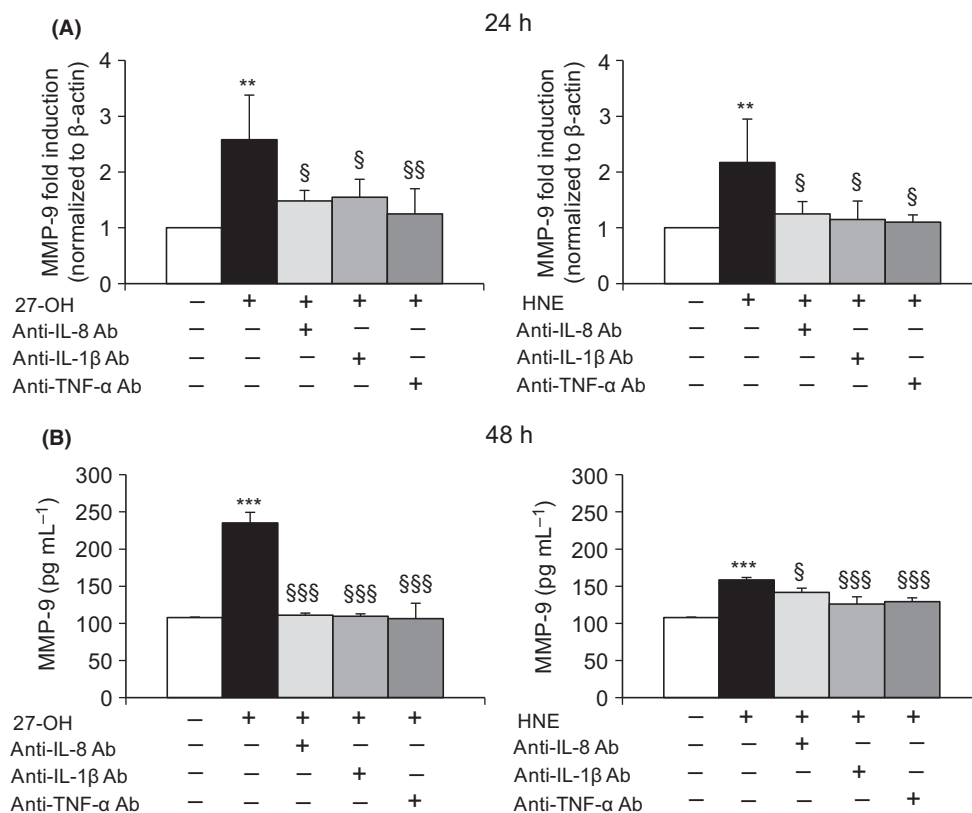 (A)
24 h
MMP-9 fold induction
(normalized to β-actin)
4
3
2
1
0
**
§
§
§§
27-OH – + + + +
Anti-IL-8 Ab – – + – –
Anti-IL-1β Ab – – – + –
Anti-TNF-α Ab – – – – +
MMP-9 fold induction
(normalized to β-actin)
4
3
2
1
0
**
§
§
§
HNE – + + + +
Anti-IL-8 Ab – – + – –
Anti-IL-1β Ab – – – + –
Anti-TNF-α Ab – – – – +
(B)
48 h
MMP-9 (pg mL⁻¹)
300
250
200
150
100
50
0
***
§§§
§§§
§§§
27-OH – + + + +
Anti-IL-8 Ab – – + – –
Anti-IL-1β Ab – – – + –
Anti-TNF-α Ab – – – – +
MMP-9 (pg mL⁻¹)
300
250
200
150
100
50
0
***
§
§§§
§§§
HNE – + + + +
Anti-IL-8 Ab – – + – –
Anti-IL-1β Ab – – – + –
Anti-TNF-α Ab – – – – +